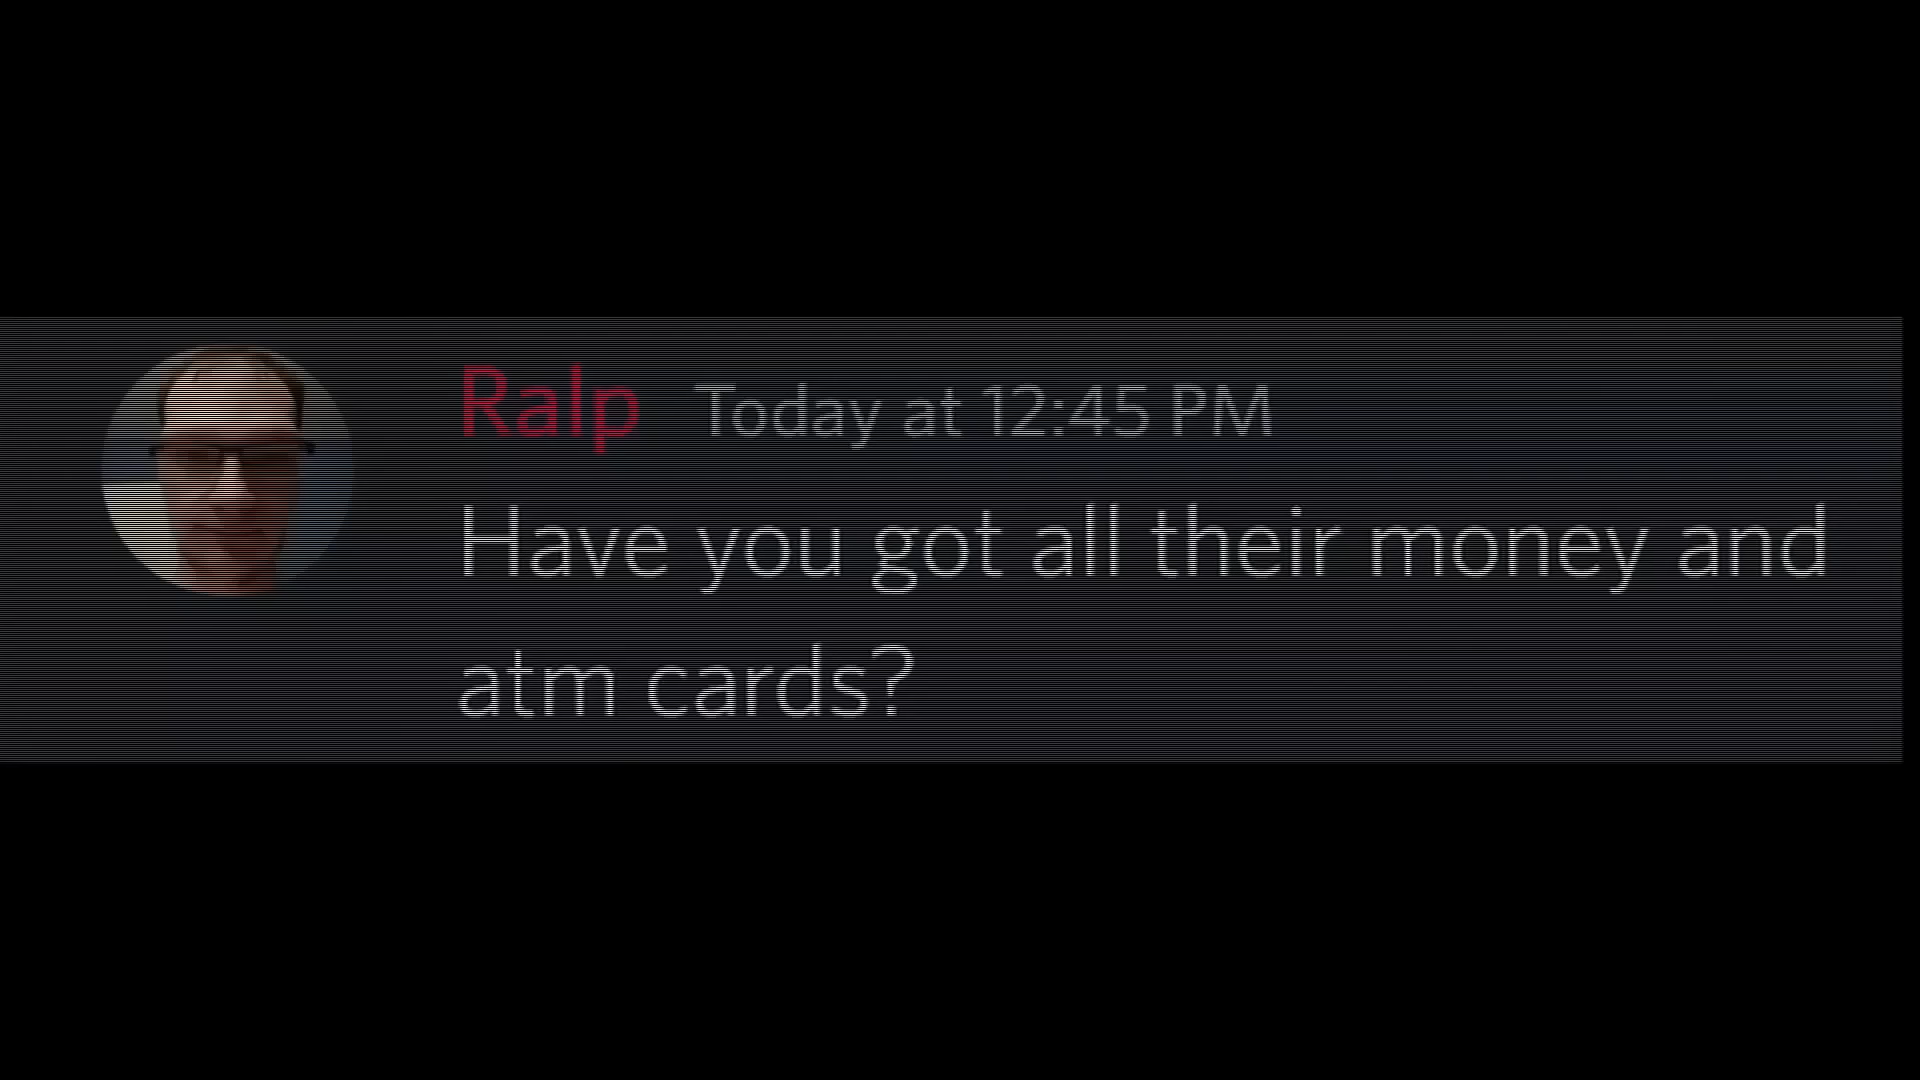 Ralp Today at 12:45 PM
Have you got all their money and
atm cards?